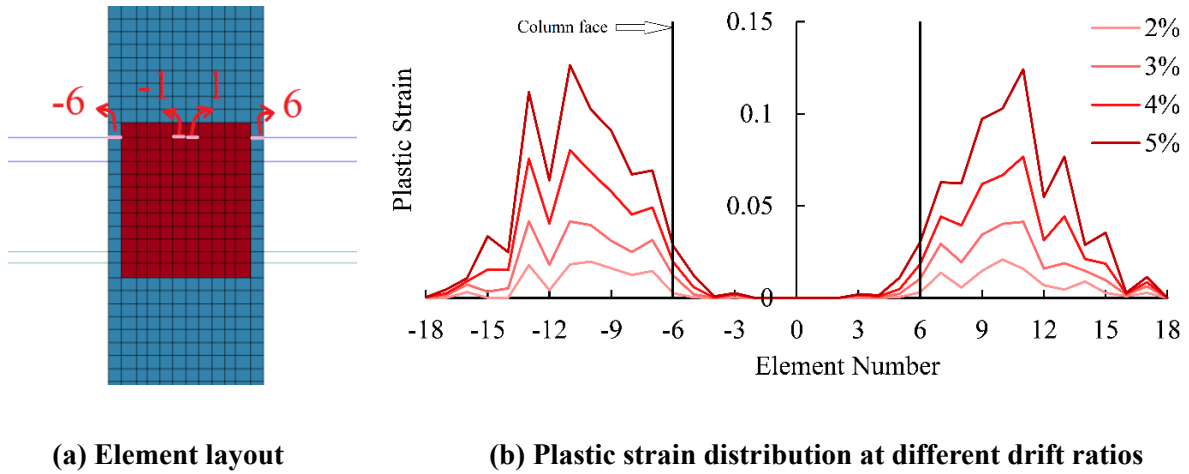 -6
-1
1
6
Column face
Plastic Strain
0.15
0.1
0.05
0
-18 -15 -12 -9 -6 -3 0 3 6 9 12 15 18
Element Number
2%
3%
4%
5%
(a) Element layout
(b) Plastic strain distribution at different drift ratios